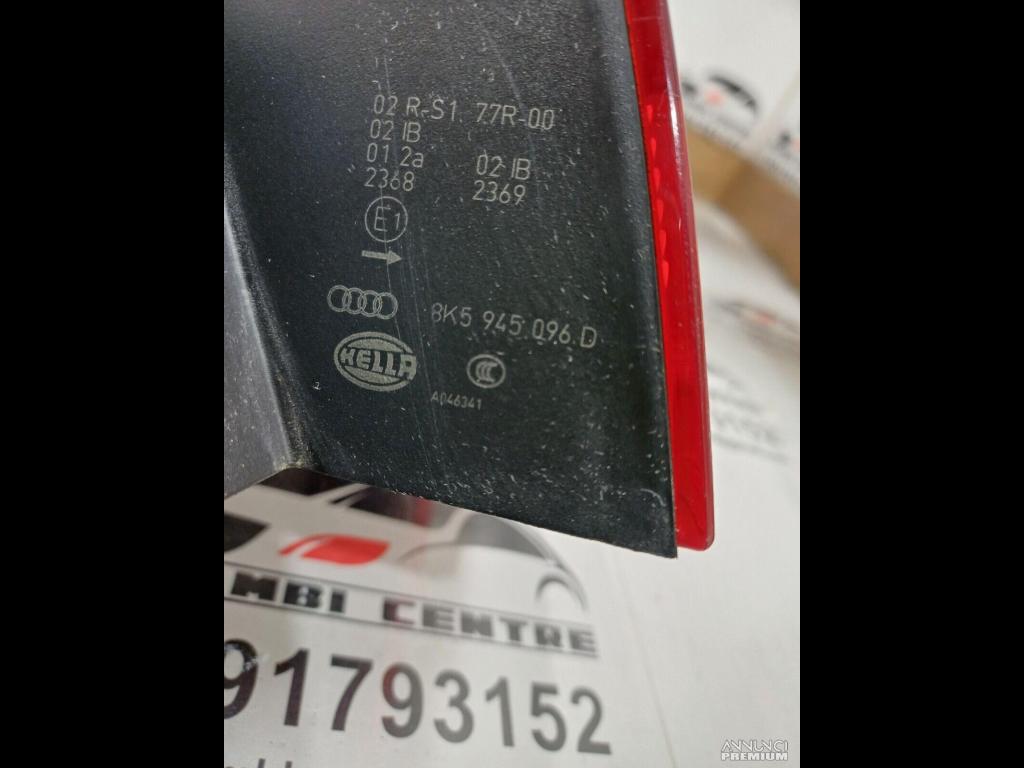 02 R-S1 77R-00
02 IB
01 2a 02 IB
2368 2369
E1
8K5 945 096 D
HELLA
CCC
A046341
MBI CENTRE
91793152
ANNUNCI
PREMIUM